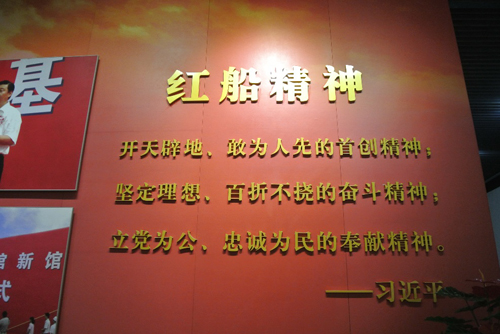 基
红船精神
开天辟地、敢为人先的首创精神；
坚定理想、百折不挠的奋斗精神；
立党为公、忠诚为民的奉献精神。
——习近平
馆新馆
式